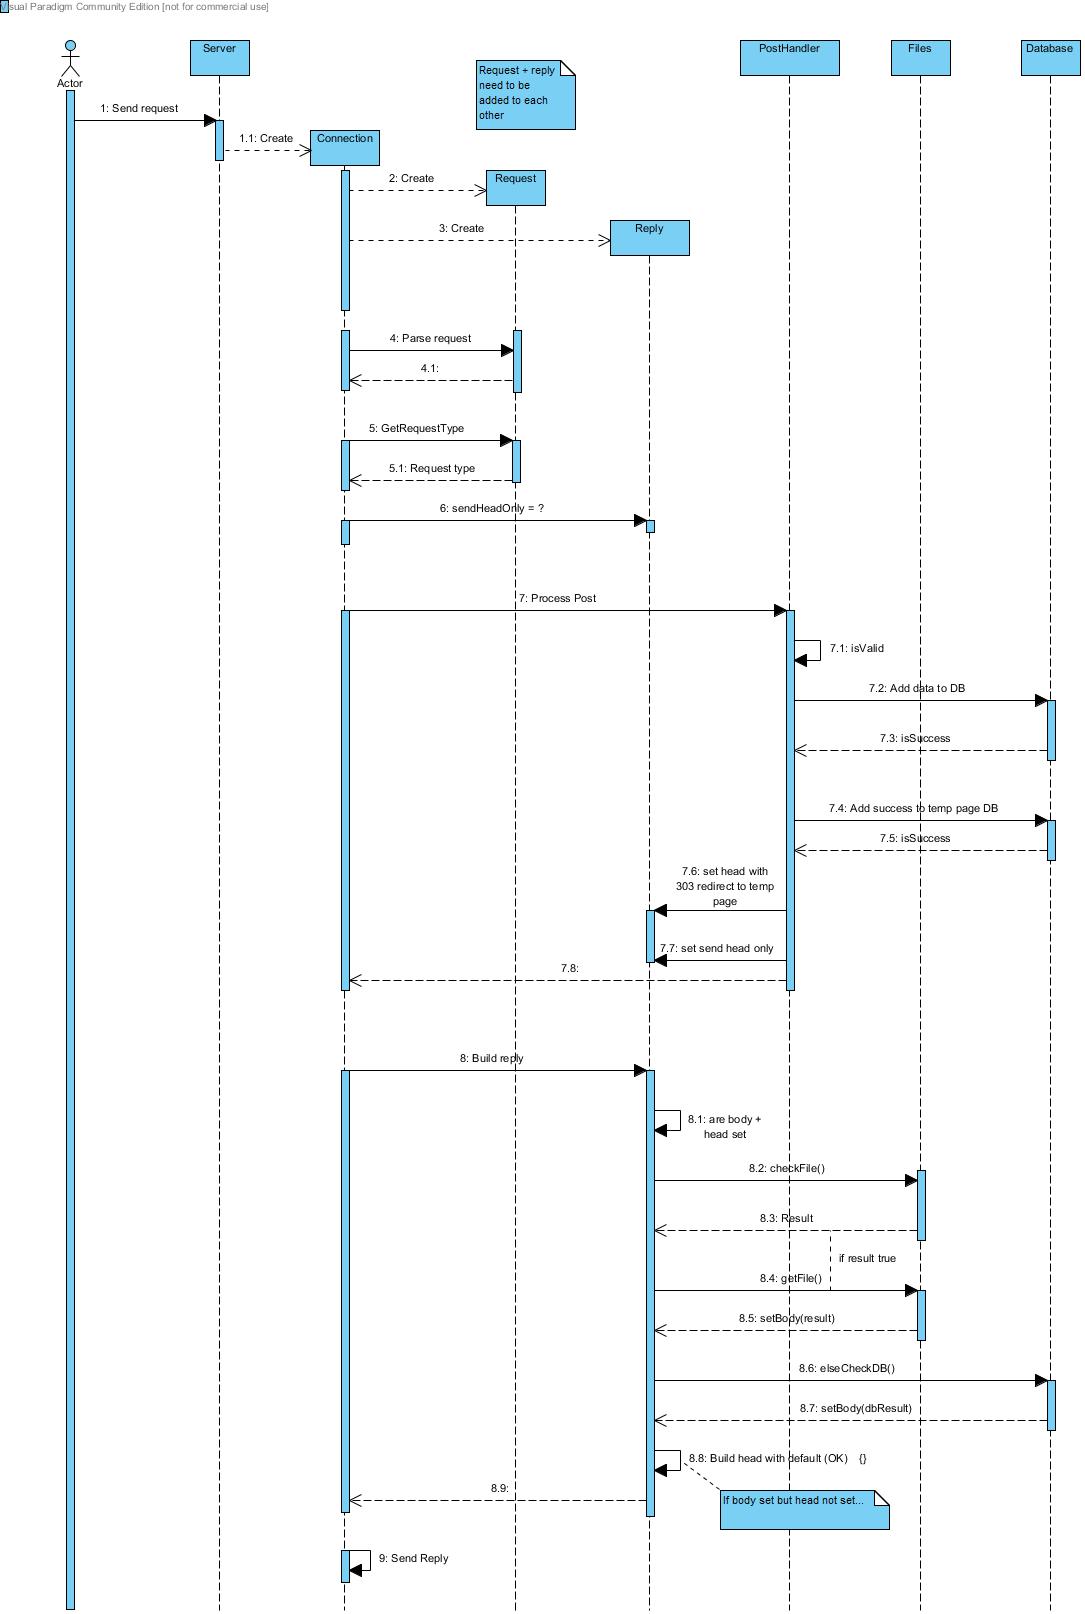 Visual Paradigm Community Edition [not for commercial use]
Actor
Server
PostHandler
Files
Database
Request + reply
need to be
added to each
other
1: Send request
1.1: Create
Connection
2: Create
Request
3: Create
Reply
4: Parse request
4.1:
5: GetRequestType
5.1: Request type
6: sendHeadOnly = ?
7: Process Post
7.1: isValid
7.2: Add data to DB
7.3: isSuccess
7.4: Add success to temp page DB
7.5: isSuccess
7.6: set head with
303 redirect to temp
page
7.7: set send head only
7.8:
8: Build reply
8.1: are body +
head set
8.2: checkFile()
8.3: Result
if result true
8.4: getFile()
8.5: setBody(result)
8.6: elseCheckDB()
8.7: setBody(dbResult)
8.8: Build head with default (OK) {}
8.9:
If body set but head not set...
9: Send Reply